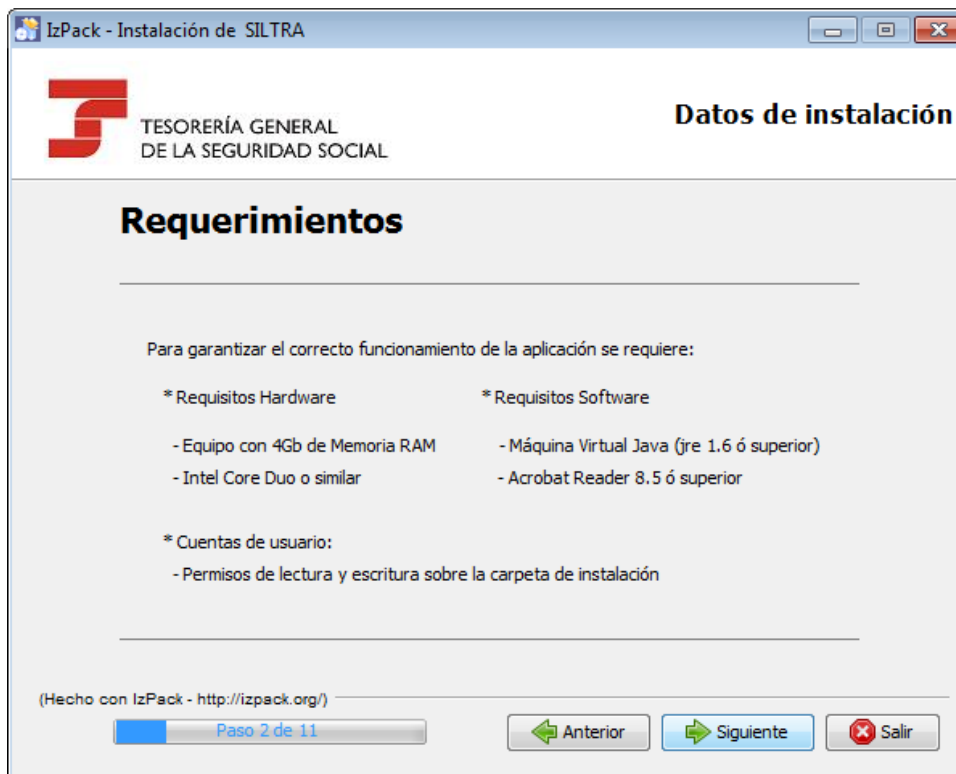 IzPack - Instalación de SILTRA
TESORERÍA GENERAL
DE LA SEGURIDAD SOCIAL
Datos de instalación
Requerimientos
Para garantizar el correcto funcionamiento de la aplicación se requiere:
* Requisitos Hardware
- Equipo con 4Gb de Memoria RAM
- Intel Core Duo o similar
* Requisitos Software
- Máquina Virtual Java (jre 1.6 ó superior)
- Acrobat Reader 8.5 ó superior
* Cuentas de usuario:
- Permisos de lectura y escritura sobre la carpeta de instalación
(Hecho con IzPack - http://izpack.org/)
Paso 2 de 11
Anterior
Siguiente
Salir